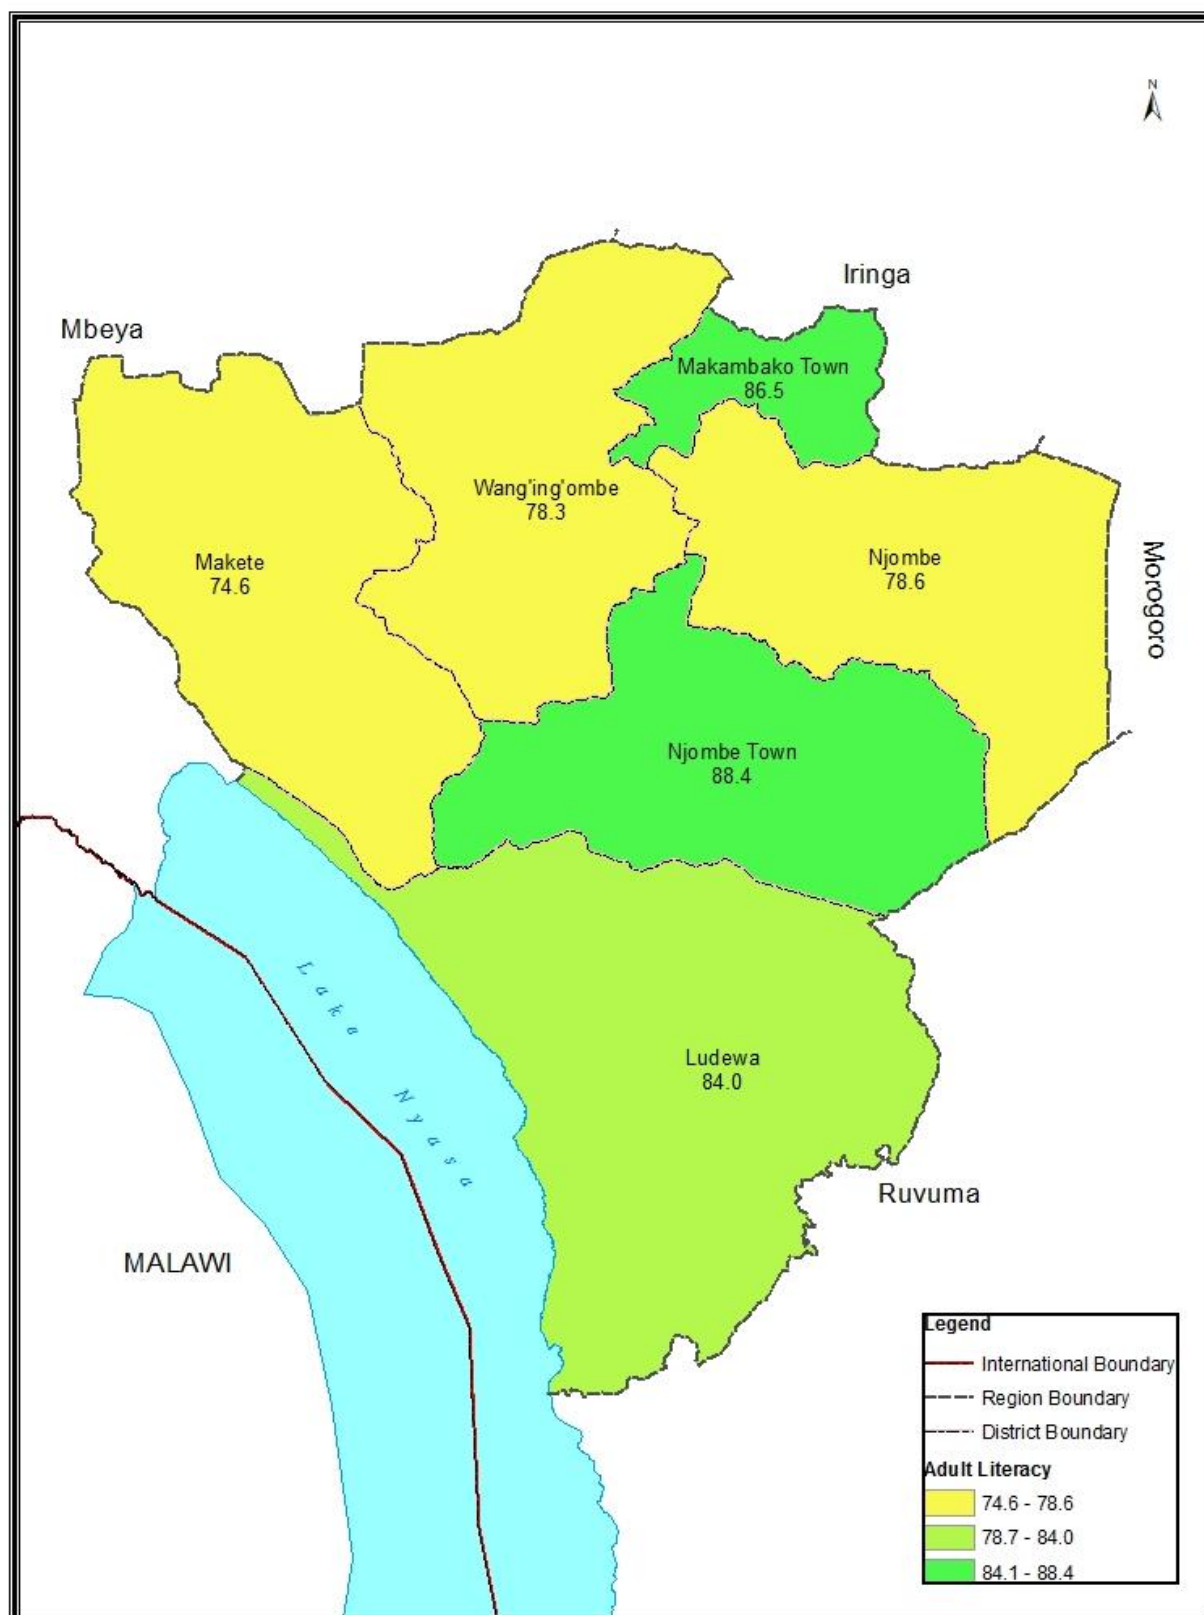 N
Iringa
Mbeya
Makambako Town
86.5
Wang'ing'ombe
78.3
Makete
74.6
Njombe
78.6
Morogoro
Njombe Town
88.4
Lake Nyasa
Ludewa
84.0
Ruvuma
MALAWI
Legend
International Boundary
Region Boundary
District Boundary
Adult Literacy
74.6 - 78.6
78.7 - 84.0
84.1 - 88.4